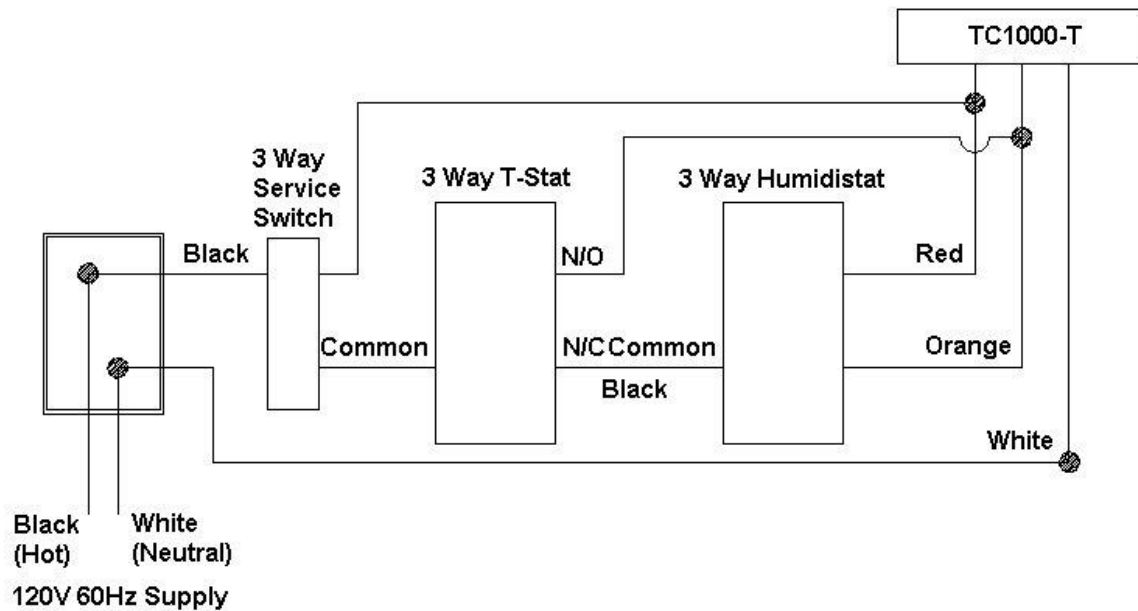 TC1000-T
3 Way
Service
Switch
3 Way T-Stat
3 Way Humidistat
Black
N/O
Red
Common
N/C Common
Black
Orange
White
Black
(Hot)
White
(Neutral)
120V 60Hz Supply